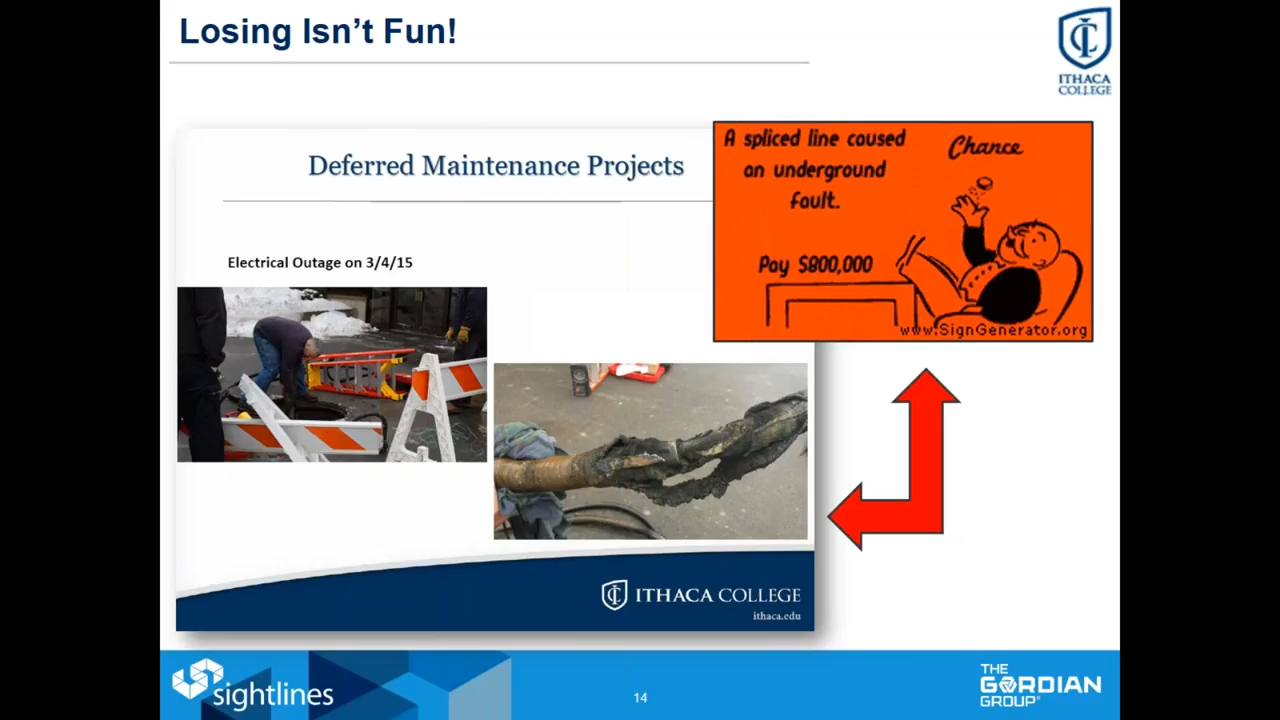 Losing Isn't Fun!
ITHACA
COLLEGE
Deferred Maintenance Projects
Electrical Outage on 3/4/15
A spliced line caused
an underground
fault.
Chance
Pay $800,000
www.SignGenerator.org
ITHACA COLLEGE
ithaca.edu
sightlines
14
THE
GORDIAN
GROUP®